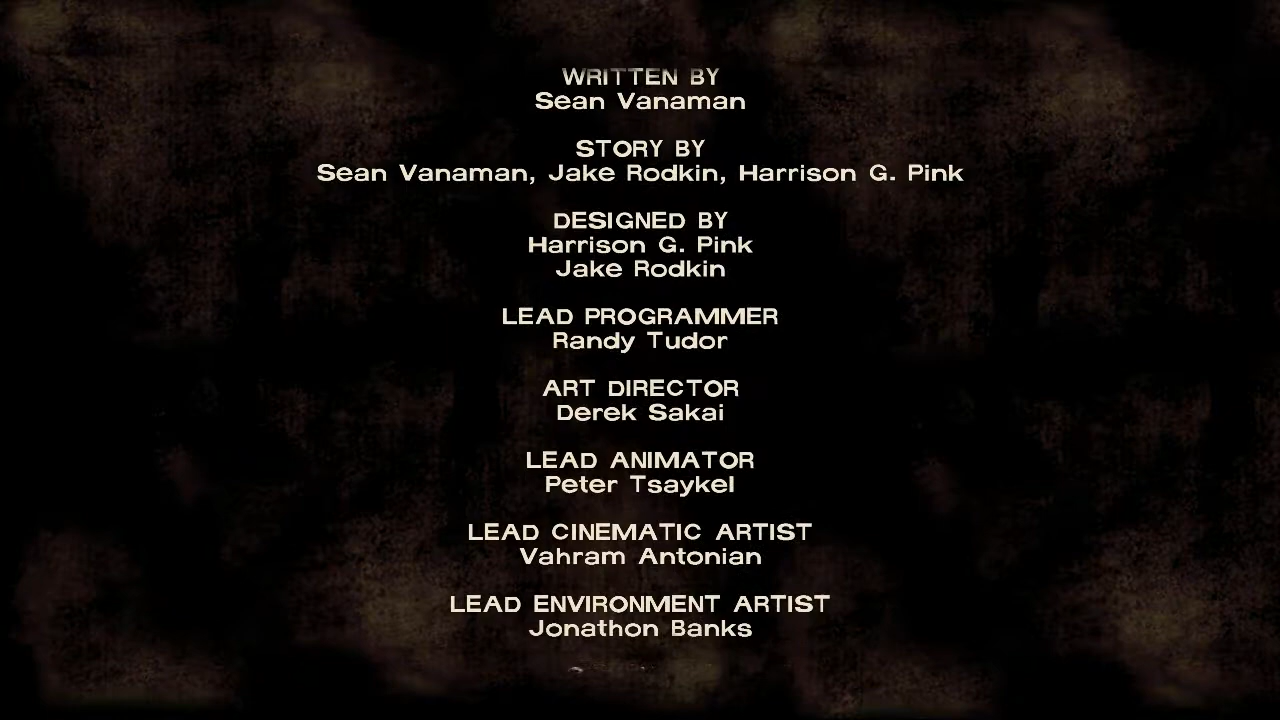 WRITTEN BY
Sean Vanaman
STORY BY
Sean Vanaman, Jake Rodkin, Harrison G. Pink
DESIGNED BY
Harrison G. Pink
Jake Rodkin
LEAD PROGRAMMER
Randy Tudor
ART DIRECTOR
Derek Sakai
LEAD ANIMATOR
Peter Tsaykel
LEAD CINEMATIC ARTIST
Vahram Antonian
LEAD ENVIRONMENT ARTIST
Jonathon Banks